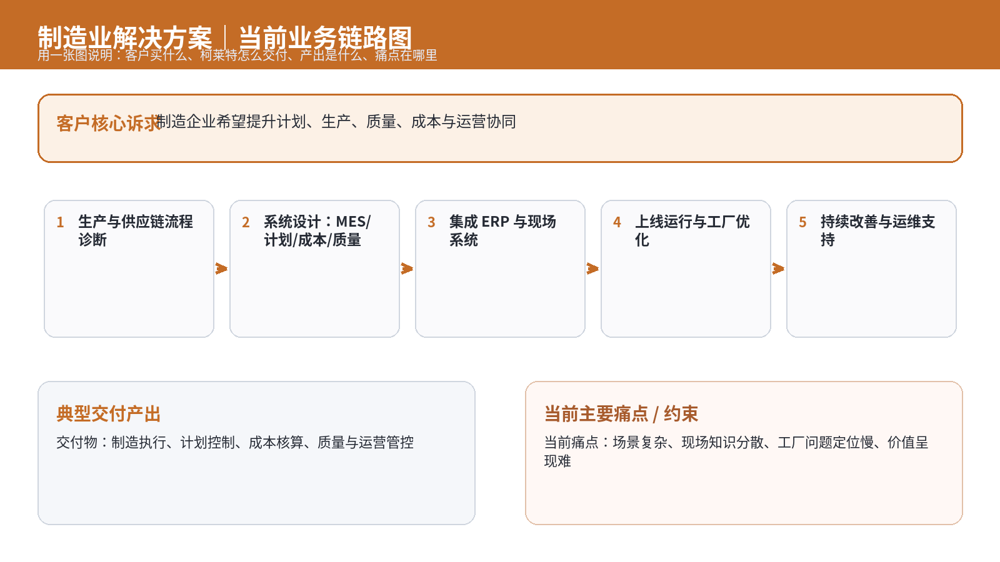 制造业解决方案｜当前业务链路图
用一张图说明：客户买什么、柯莱特怎么交付、产出是什么、痛点在哪里
客户核心诉求
制造企业希望提升计划、生产、质量、成本与运营协同
1 生产与供应链流程
诊断
2 系统设计：MES/
计划/成本/质量
3 集成 ERP 与现场
系统
4 上线运行与工厂优
化
5 持续改善与运维支
持
典型交付产出
交付物：制造执行、计划控制、成本核算、质量与运营管控
当前主要痛点 / 约束
当前痛点：场景复杂、现场知识分散、工厂问题定位慢、价值呈
现难